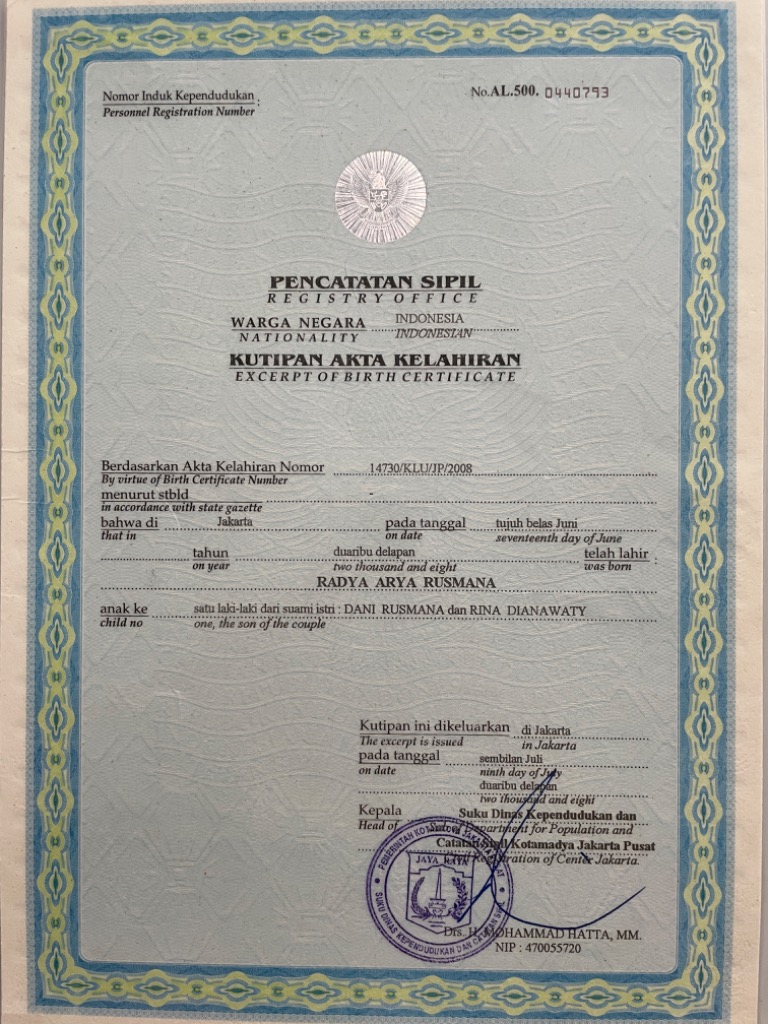 Nomor Induk Kependudukan :
Personnel Registration Number
No.AL.500. 0440793
PENCATATAN SIPIL
REGISTRY OFFICE
WARGA NEGARA INDONESIA
NATIONALITY INDONESIAN
KUTIPAN AKTA KELAHIRAN
EXCERPT OF BIRTH CERTIFICATE
Berdasarkan Akta Kelahiran Nomor 14730/KLU/JP/2008
By virtue of Birth Certificate Number
menurut stbld -
in accordance with state gazette
bahwa di Jakarta pada tanggal tujuh belas Juni
that in on date seventeenth day of June
tahun duaribu delapan telah lahir :
on year two thousand and eight was born
RADYA ARYA RUSMANA
anak ke satu laki-laki dari suami istri : DANI RUSMANA dan RINA DIANAWATY
child no one, the son of the couple
Kutipan ini dikeluarkan di Jakarta
The excerpt is issued in Jakarta
pada tanggal sembilan Juli
on date ninth day of July
duaribu delapan
two thousand and eight
Kepala Suku Dinas Kependudukan dan
Head of Department for Population and
Catatan Sipil Kotamadya Jakarta Pusat
Registration of Center Jakarta.
JAYA RAYA
SUKU DINAS KEPENDUDUKAN DAN CATATAN SIPIL
Drs. H. MOHAMMAD HATTA, MM.
NIP : 470055720